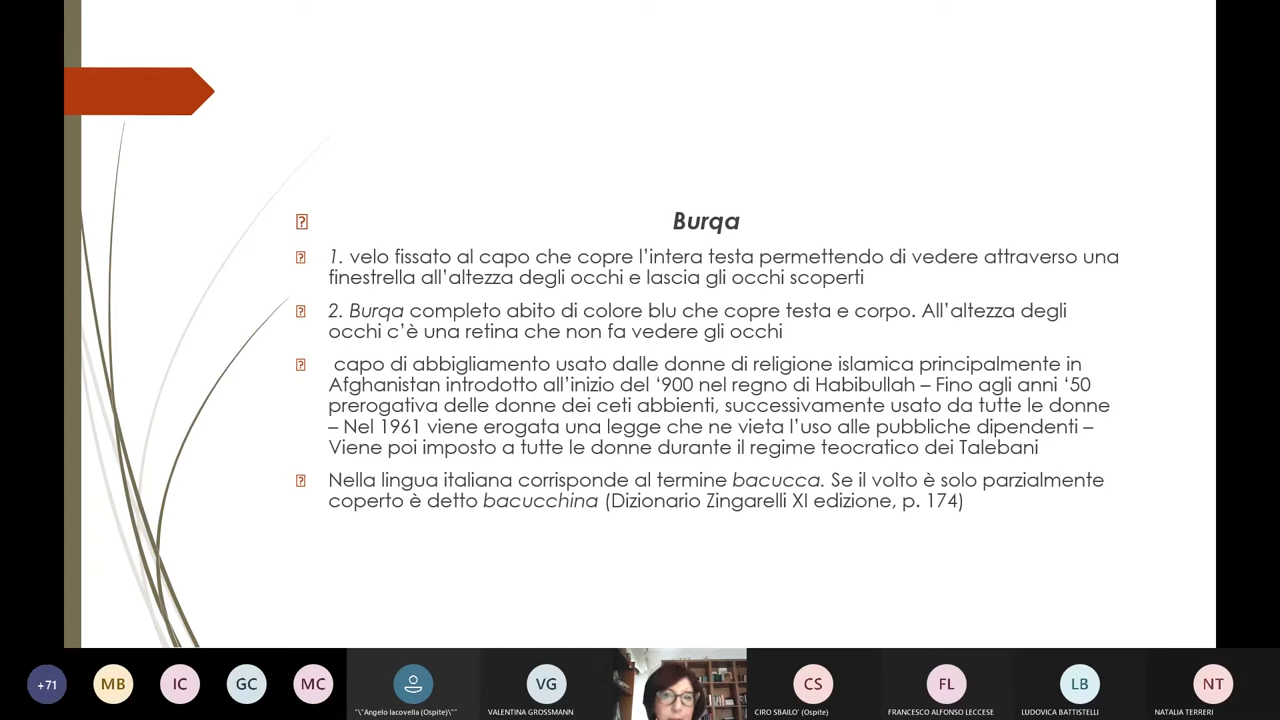 Burqa
1. velo fissato al capo che copre l’intera testa permettendo di vedere attraverso una
finestrella all’altezza degli occhi e lascia gli occhi scoperti
2. Burqa completo abito di colore blu che copre testa e corpo. All’altezza degli
occhi c’è una retina che non fa vedere gli occhi
capo di abbigliamento usato dalle donne di religione islamica principalmente in
Afghanistan introdotto all’inizio del ‘900 nel regno di Habibullah – Fino agli anni ‘50
prerogativa delle donne dei ceti abbienti, successivamente usato da tutte le donne
– Nel 1961 viene erogata una legge che ne vieta l’uso alle pubbliche dipendenti –
Viene poi imposto a tutte le donne durante il regime teocratico dei Talebani
Nella lingua italiana corrisponde al termine bacucca. Se il volto è solo parzialmente
coperto è detto bacucchina (Dizionario Zingarelli XI edizione, p. 174)
+71 MB IC GC MC VG CS FL LB NT
"\"Angelo Iacovella (Ospite)\"" VALENTINA GROSSMANN CIRO SBAILO' (Ospite) FRANCESCO ALFONSO LECCESE LUDOVICA BATTISTELLI NATALIA TERRERI